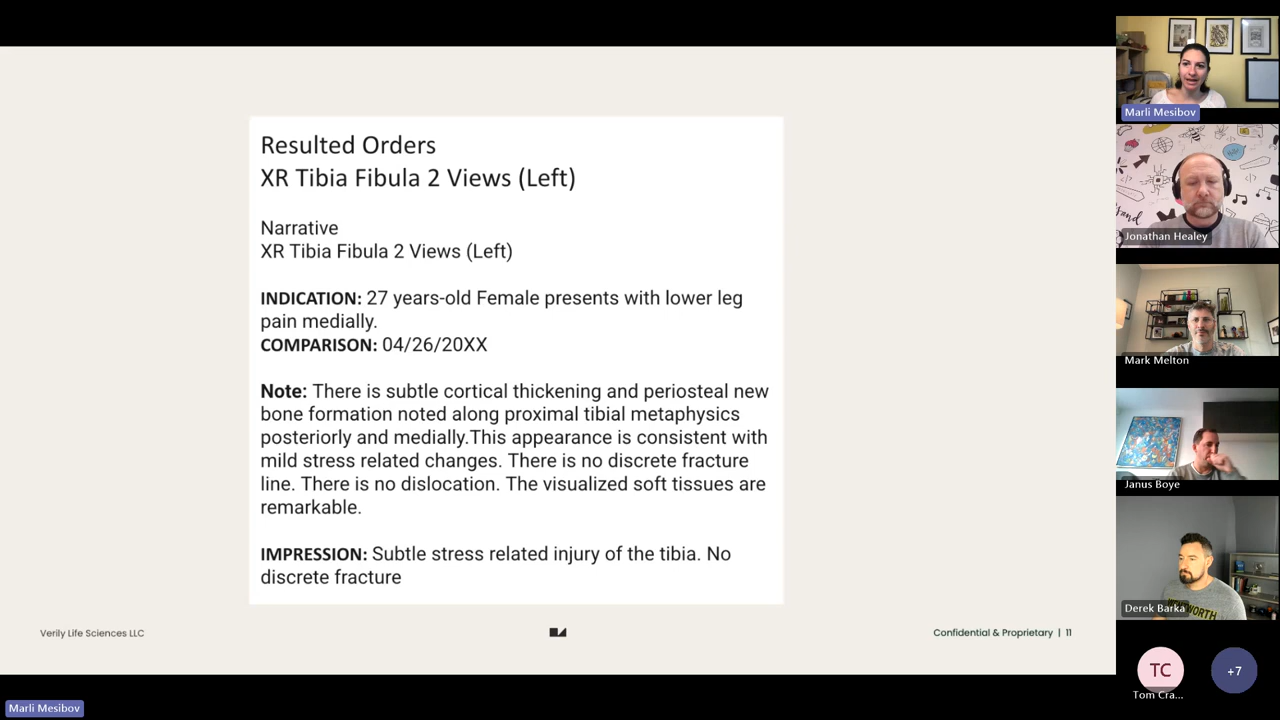 Resulted Orders
XR Tibia Fibula 2 Views (Left)
Narrative
XR Tibia Fibula 2 Views (Left)
INDICATION: 27 years-old Female presents with lower leg
pain medially.
COMPARISON: 04/26/20XX
Note: There is subtle cortical thickening and periosteal new
bone formation noted along proximal tibial metaphysics
posteriorly and medially.This appearance is consistent with
mild stress related changes. There is no discrete fracture
line. There is no dislocation. The visualized soft tissues are
remarkable.
IMPRESSION: Subtle stress related injury of the tibia. No
discrete fracture
Verily Life Sciences LLC
Confidential & Proprietary | 11
Marli Mesibov
Marli Mesibov
Jonathan Healey
Mark Melton
Janus Boye
Derek Barka
TC
Tom Cra...
+7